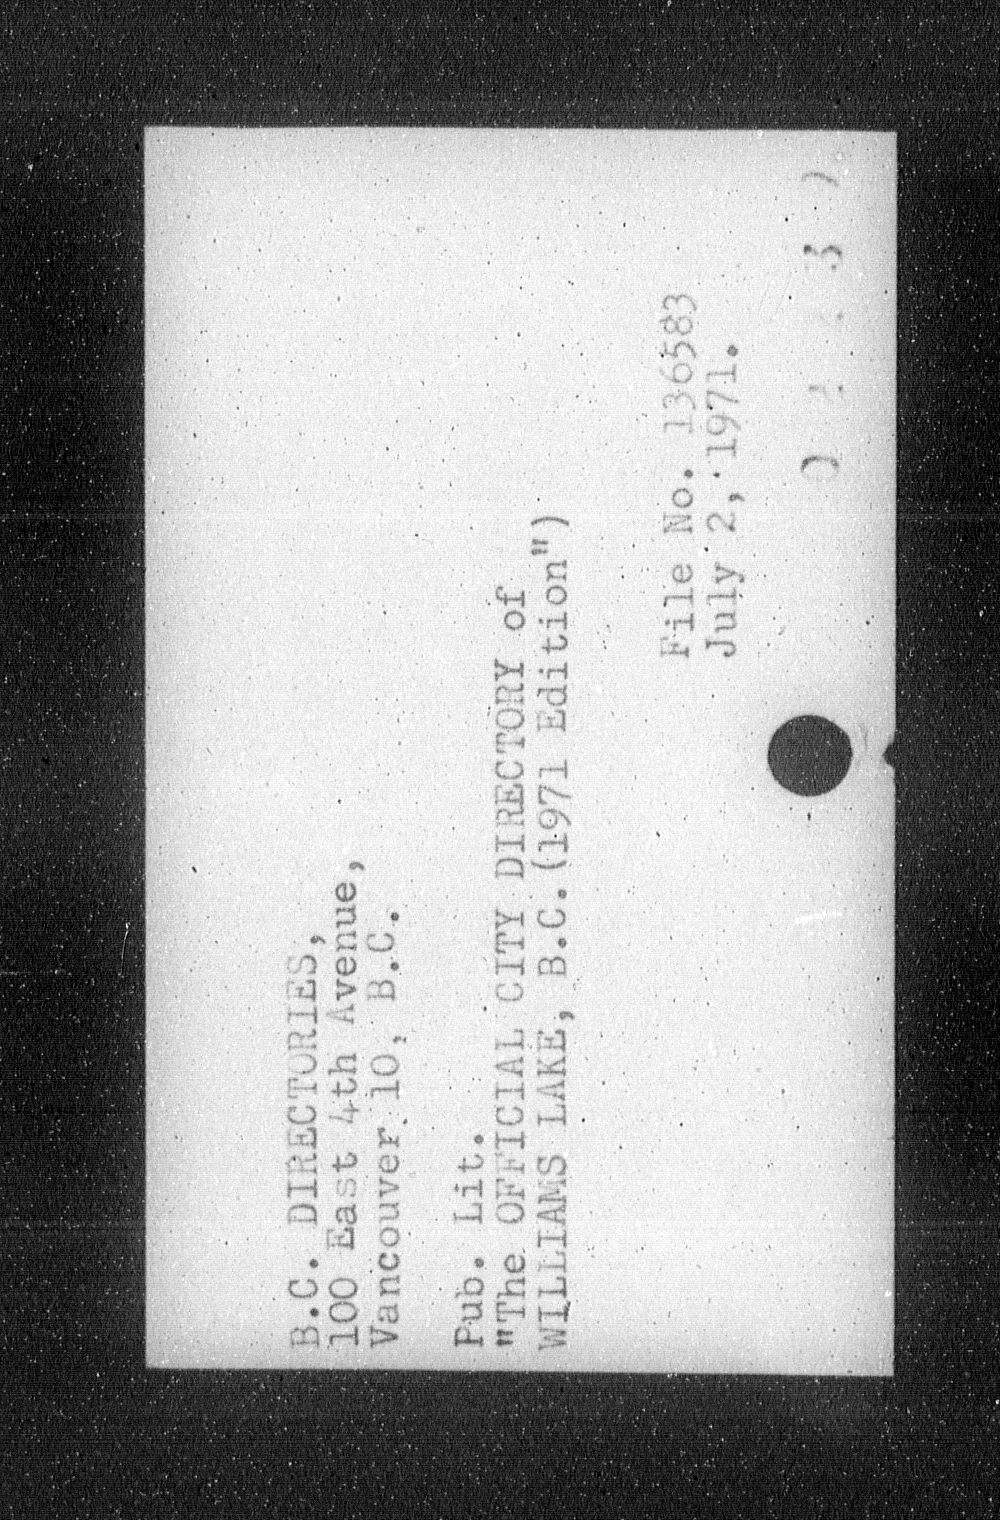 B.C. DIRECTORIES,
100 East 4th Avenue,
Vancouver 10, B.C.
Pub. Lit.
"The OFFICIAL CITY DIRECTORY of
WILLIAMS LAKE, B.C.(1971 Edition")
File No. 136583
July 2, 1971.